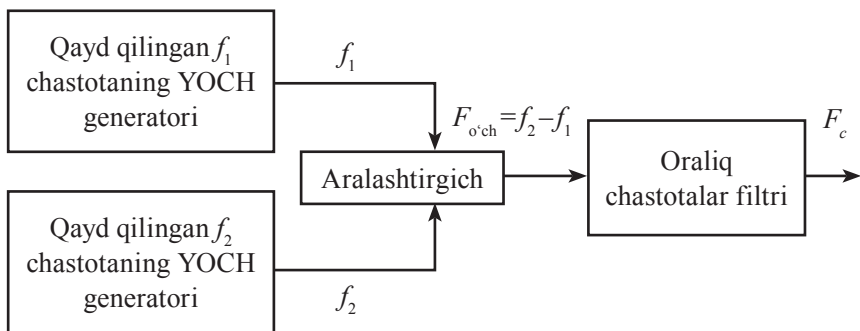 Qayd qilingan f₁
chastotaning YOCH
generatori
f₁
Fo‘ch=f₂–f₁
Aralashtirgich
Oraliq
chastotalar filtri
Fc
Qayd qilingan f₂
chastotaning YOCH
generatori
f₂